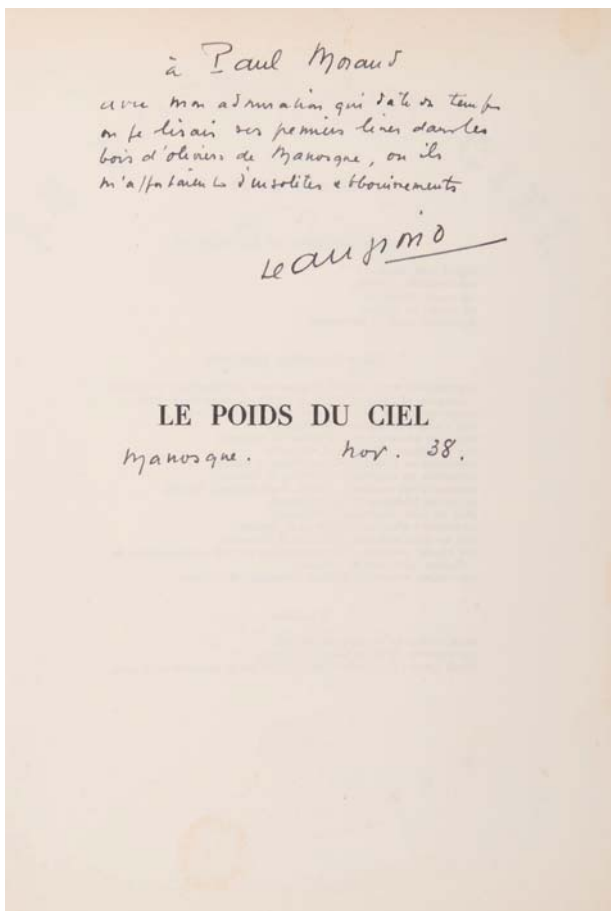 à Paul Morand
avec mon admiration qui date du temps
où je lisais ses premiers livres dans les
bois d'oliviers de Manosque, où ils
m'apportaient d'insolites éblouissements
Jean Giono
LE POIDS DU CIEL
Manosque. nov. 38.